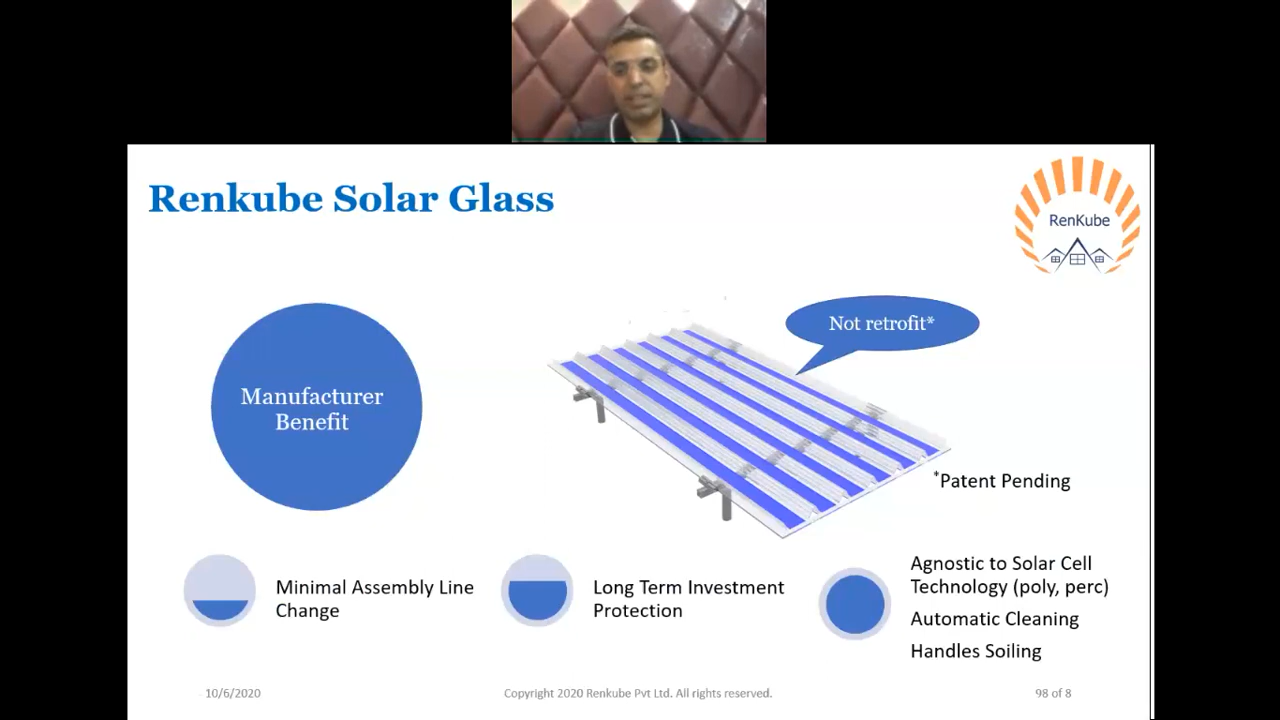 Renkube Solar Glass
RenKube
Manufacturer
Benefit
Not retrofit*
*Patent Pending
Minimal Assembly Line
Change
Long Term Investment
Protection
Agnostic to Solar Cell
Technology (poly, perc)
Automatic Cleaning
Handles Soiling
10/6/2020
Copyright 2020 Renkube Pvt Ltd. All rights reserved.
98 of 8